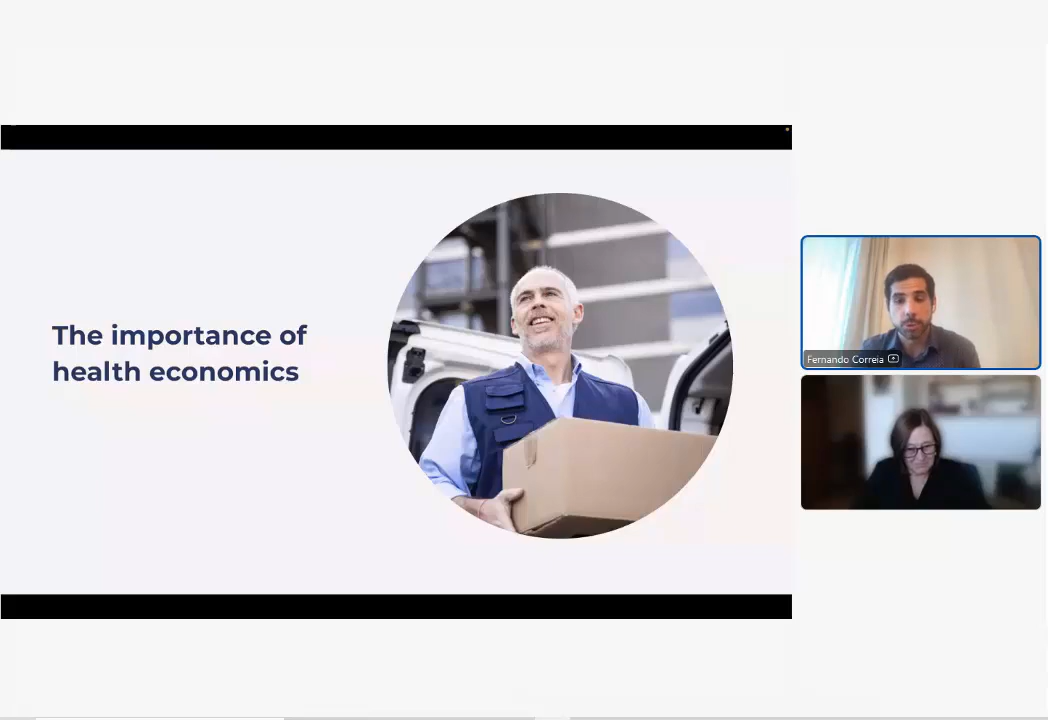 The importance of
health economics
Fernando Correia